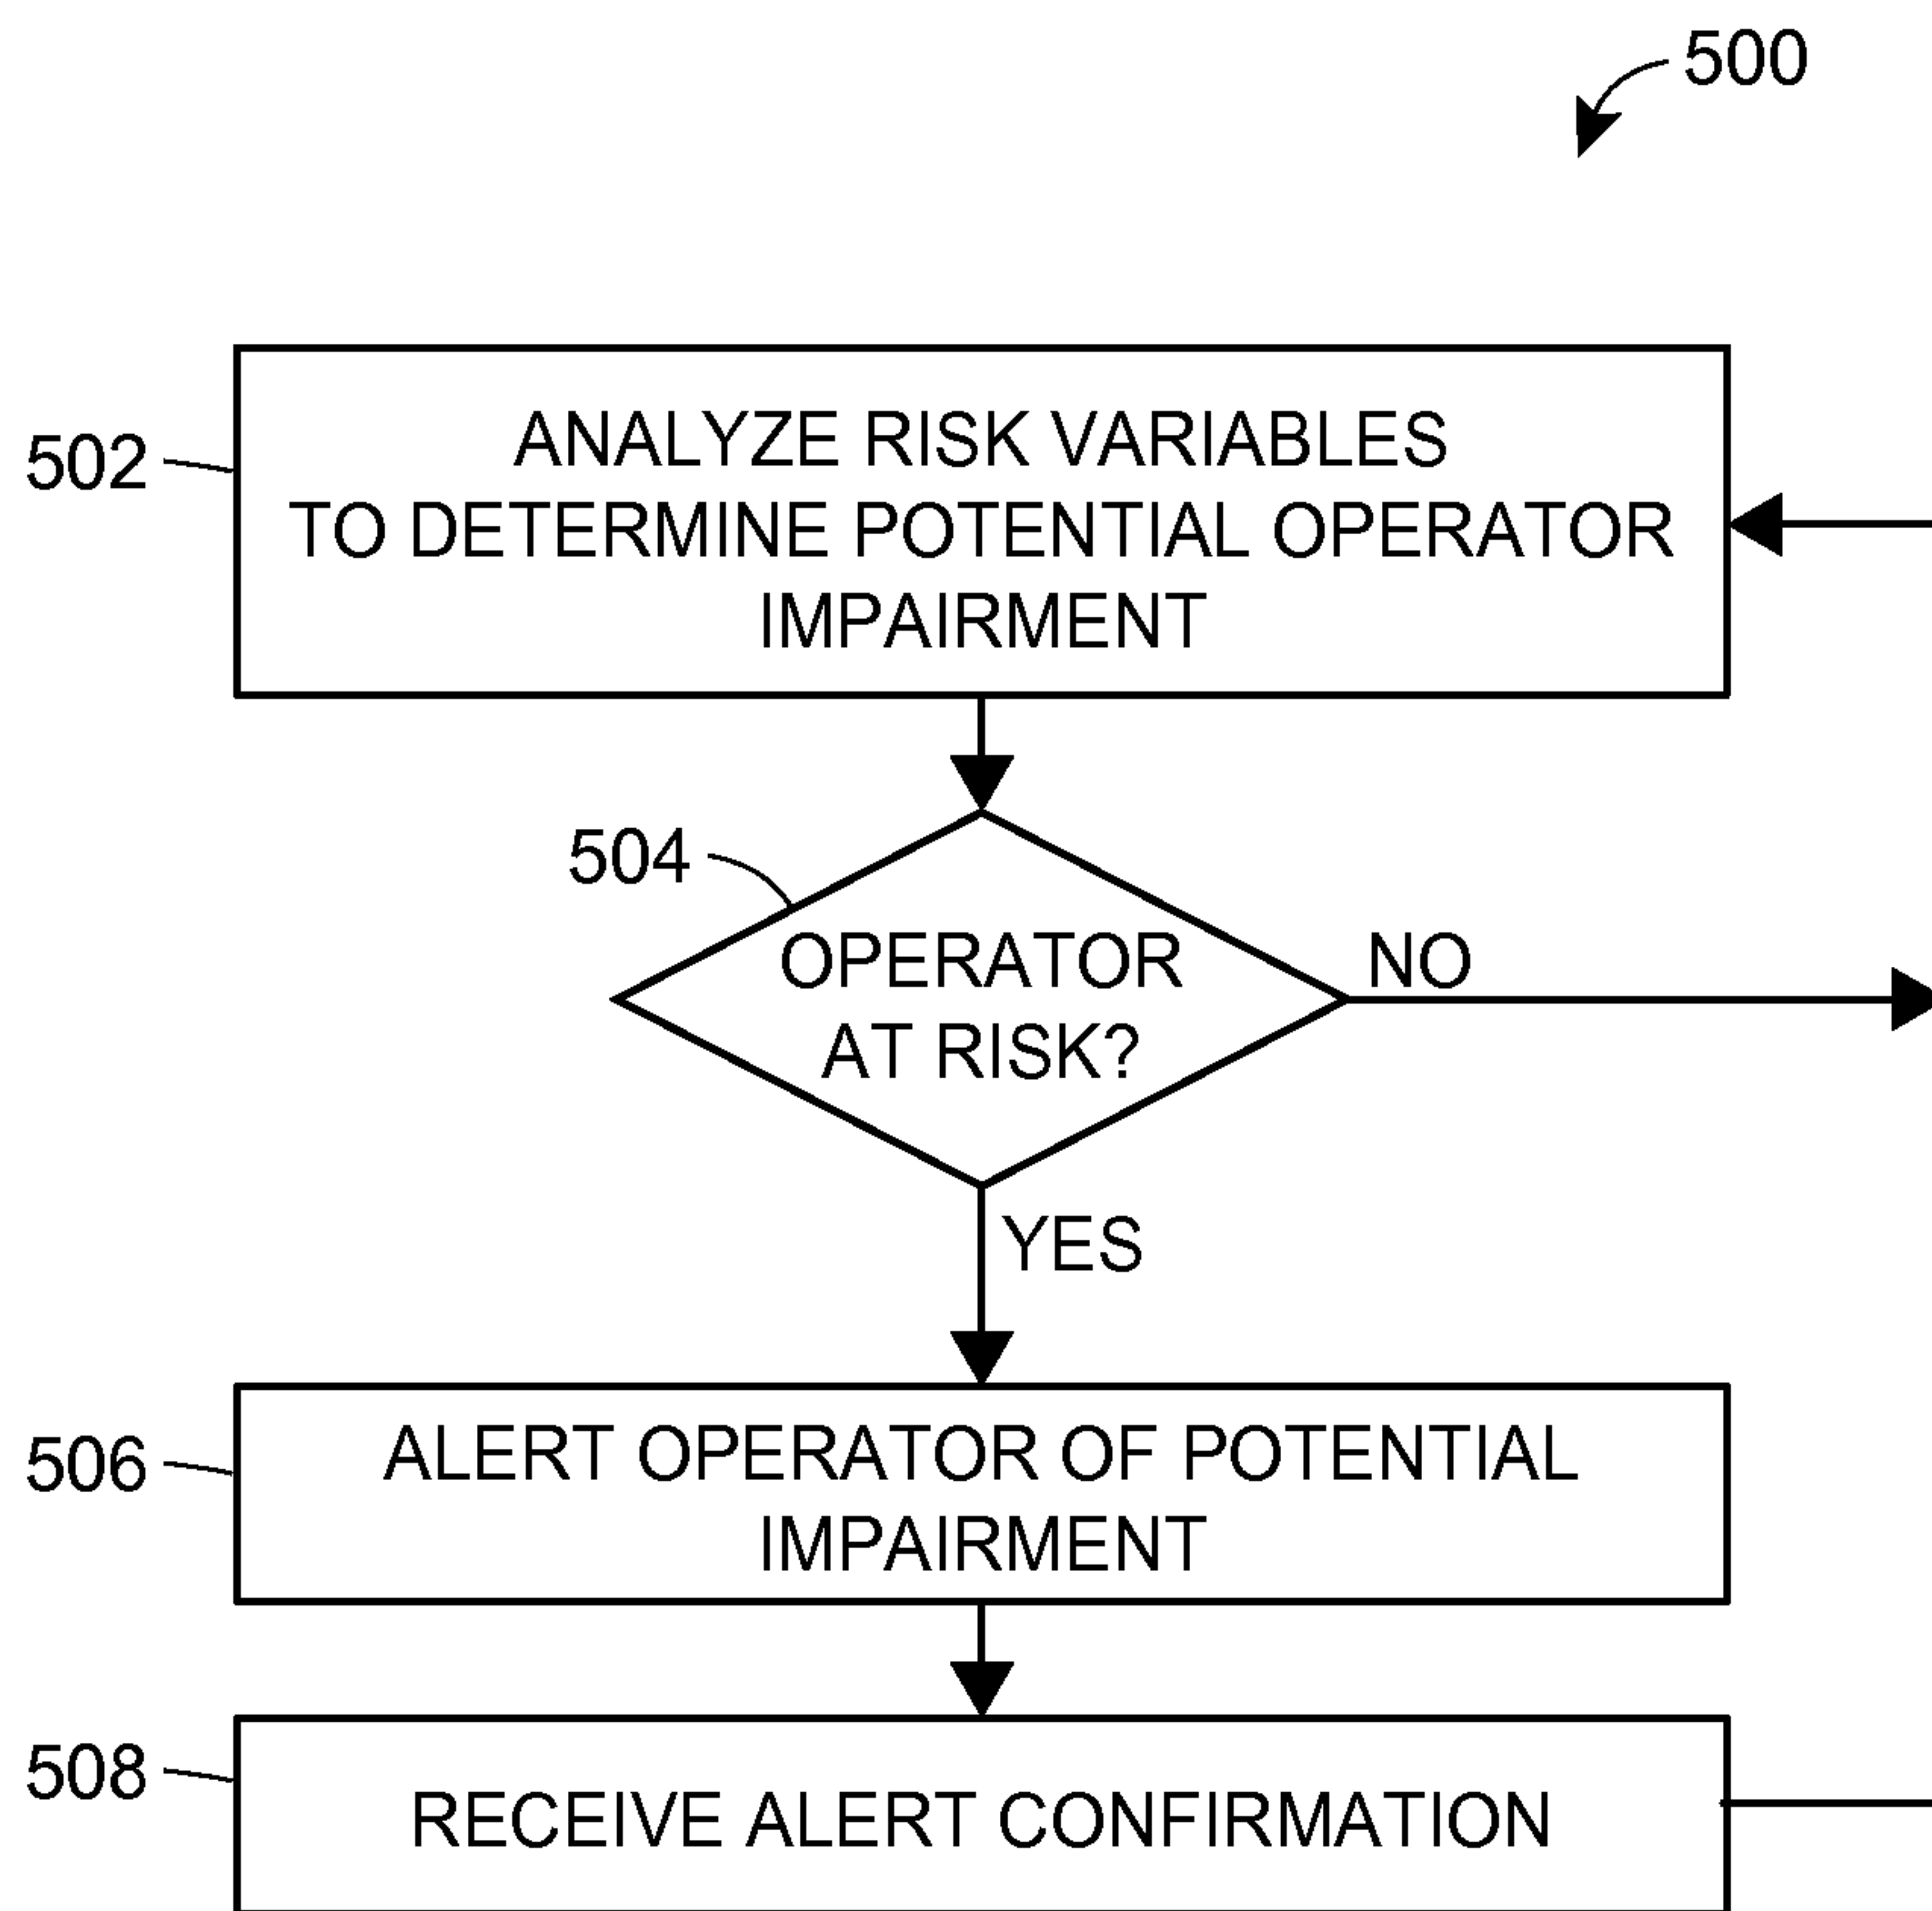 500
502
ANALYZE RISK VARIABLES
TO DETERMINE POTENTIAL OPERATOR
IMPAIRMENT
504
OPERATOR
AT RISK?
NO
YES
506
ALERT OPERATOR OF POTENTIAL
IMPAIRMENT
508
RECEIVE ALERT CONFIRMATION